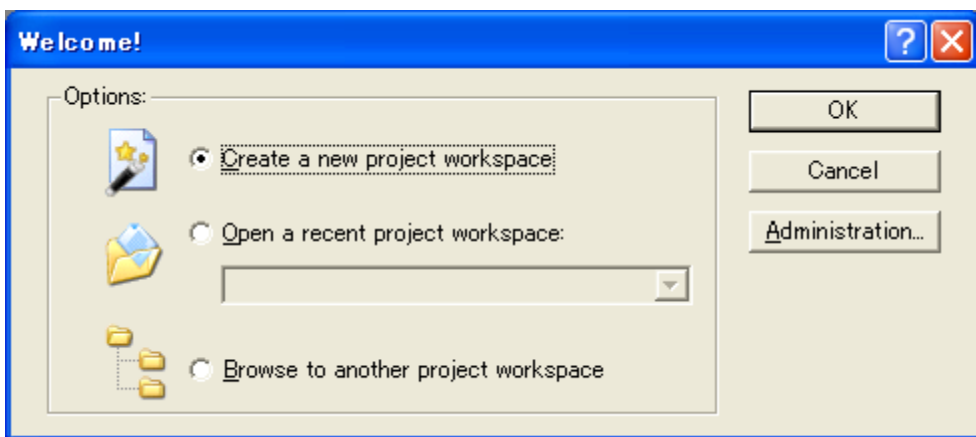 Welcome!
Options:
Create a new project workspace
Open a recent project workspace:
Browse to another project workspace
OK
Cancel
Administration...